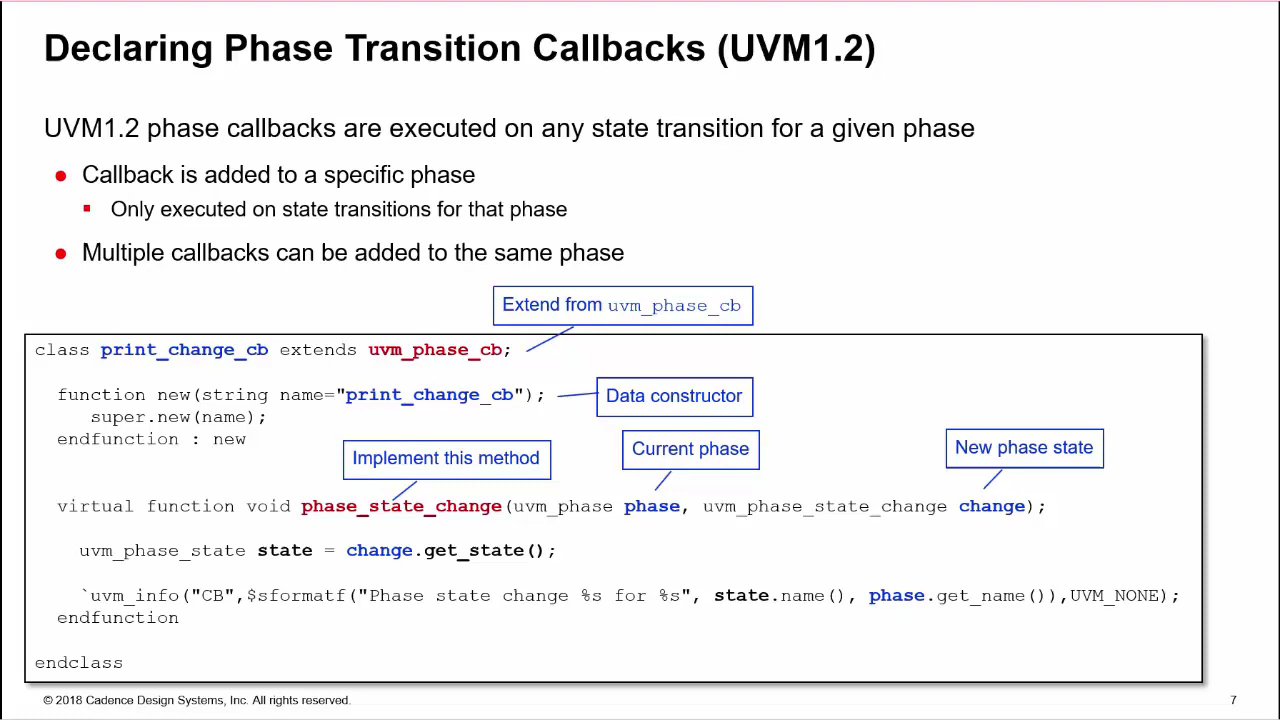 Declaring Phase Transition Callbacks (UVM1.2)
UVM1.2 phase callbacks are executed on any state transition for a given phase
● Callback is added to a specific phase
▪ Only executed on state transitions for that phase
● Multiple callbacks can be added to the same phase
Extend from uvm_phase_cb
class print_change_cb extends uvm_phase_cb;
function new(string name="print_change_cb");
Data constructor
super.new(name);
endfunction : new
Implement this method
Current phase
New phase state
virtual function void phase_state_change(uvm_phase phase, uvm_phase_state_change change);
uvm_phase_state state = change.get_state();
`uvm_info("CB",$sformatf("Phase state change %s for %s", state.name(), phase.get_name()),UVM_NONE);
endfunction
endclass
© 2018 Cadence Design Systems, Inc. All rights reserved.
7